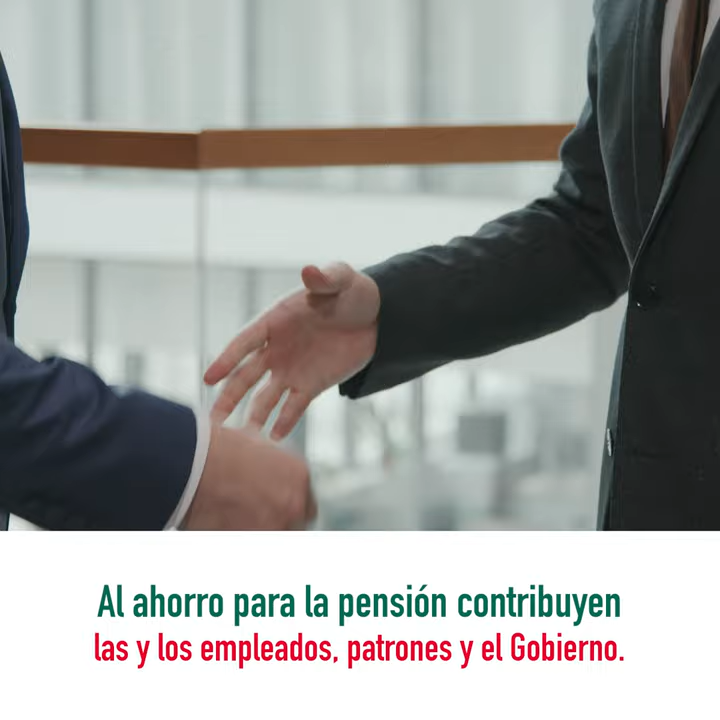 Al ahorro para la pensión contribuyen
las y los empleados, patrones y el Gobierno.